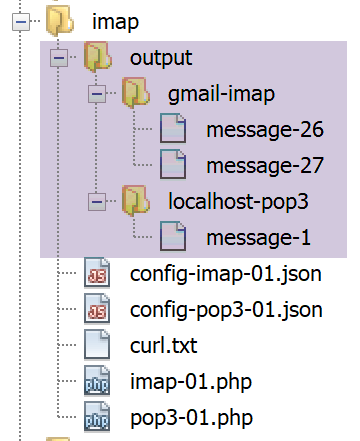 imap
output
gmail-imap
message-26
message-27
localhost-pop3
message-1
config-imap-01.json
config-pop3-01.json
curl.txt
imap-01.php
pop3-01.php